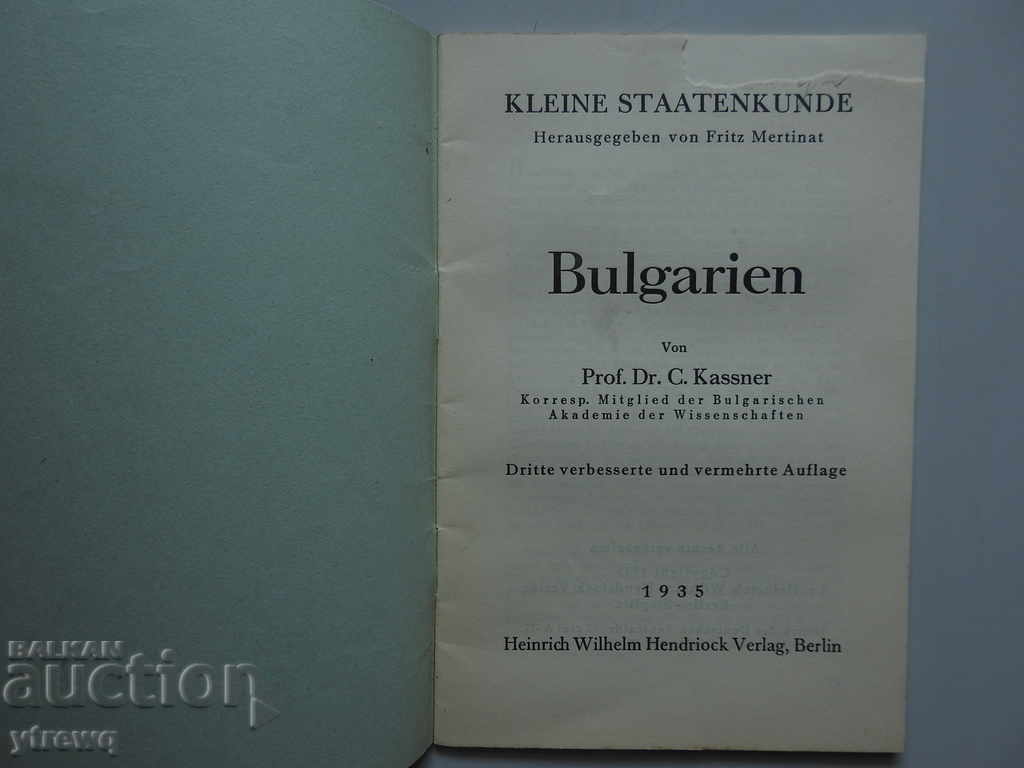 KLEINE STAATENKUNDE
Herausgegeben von Fritz Mertinat
Bulgarien
Von
Prof. Dr. C. Kassner
Korresp. Mitglied der Bulgarischen
Akademie der Wissenschaften
Dritte verbesserte und vermehrte Auflage
1935
Heinrich Wilhelm Hendriock Verlag, Berlin
BALKAN
auction
ytrewq